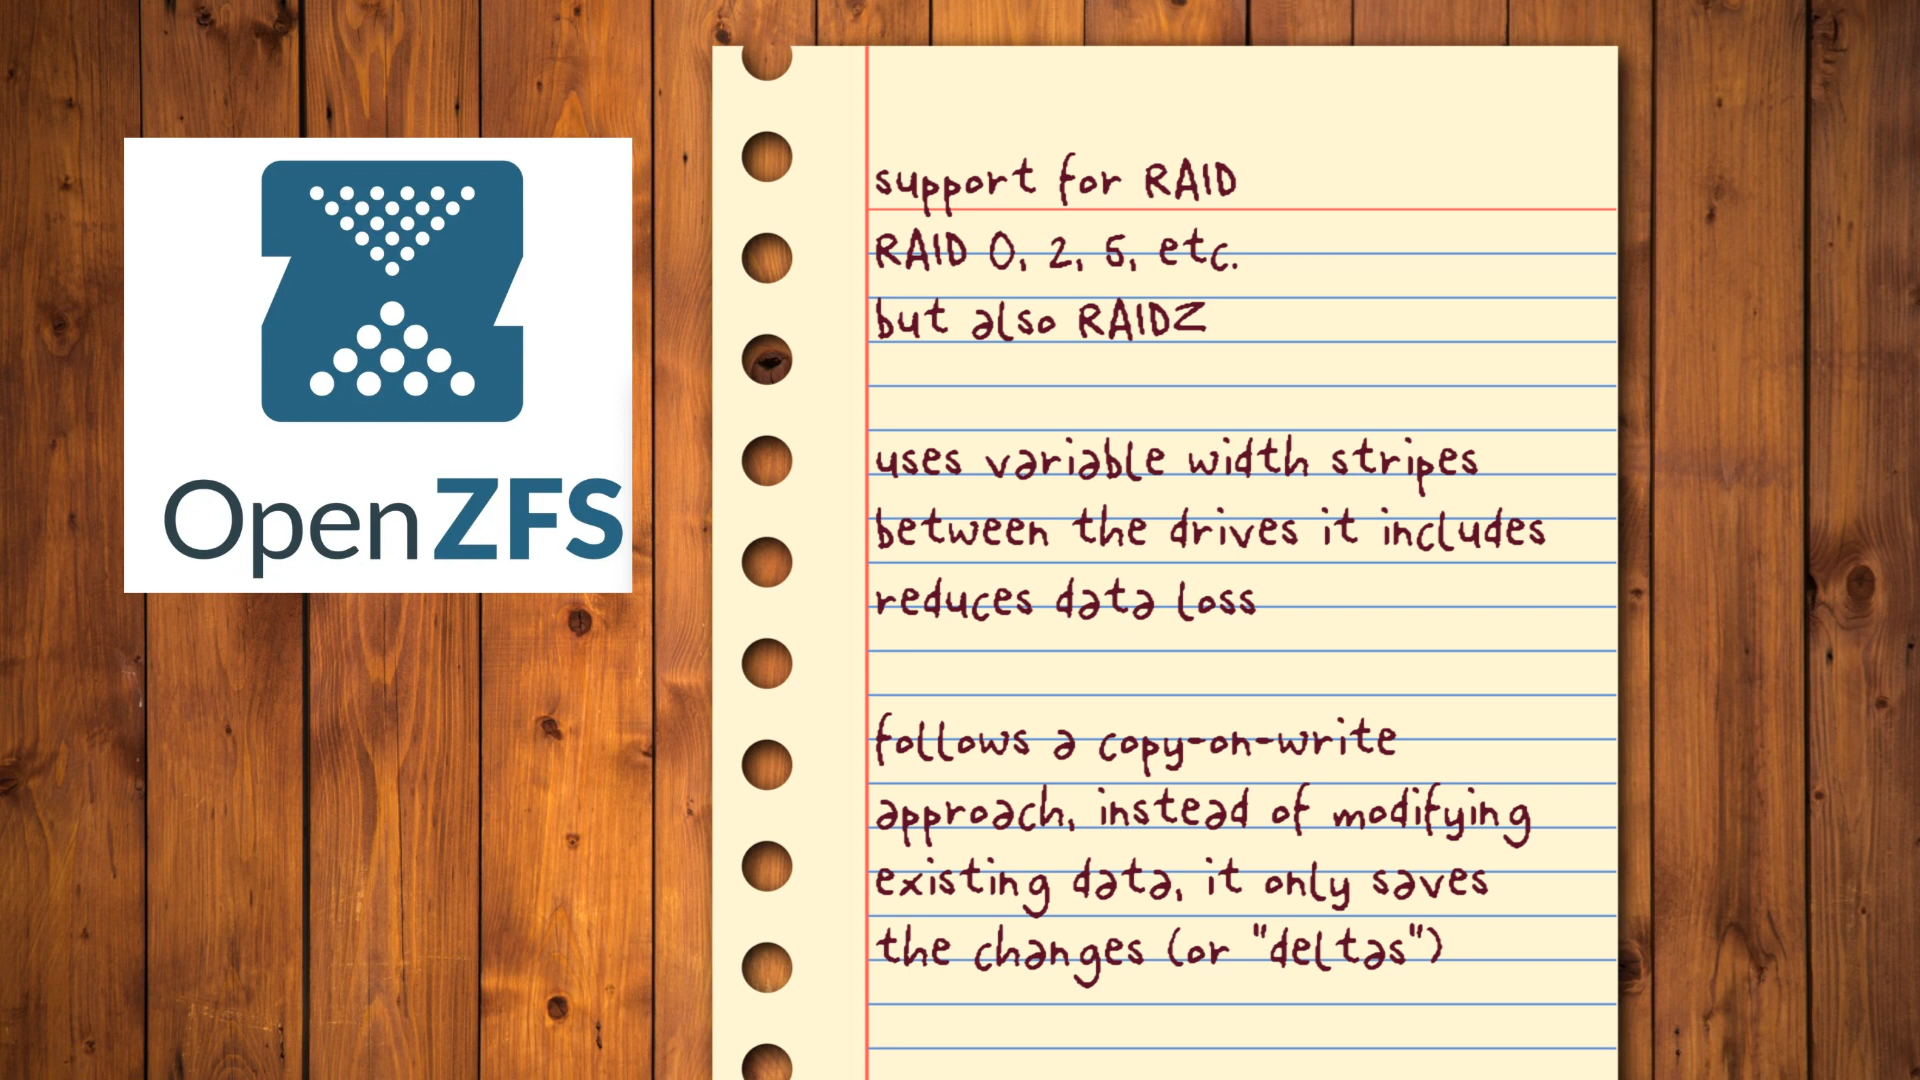 OpenZFS
support for RAID
RAID 0, 2, 5, etc.
but also RAIDZ
uses variable width stripes
between the drives it includes
reduces data loss
follows a copy-on-write
approach, instead of modifying
existing data, it only saves
the changes (or "deltas")